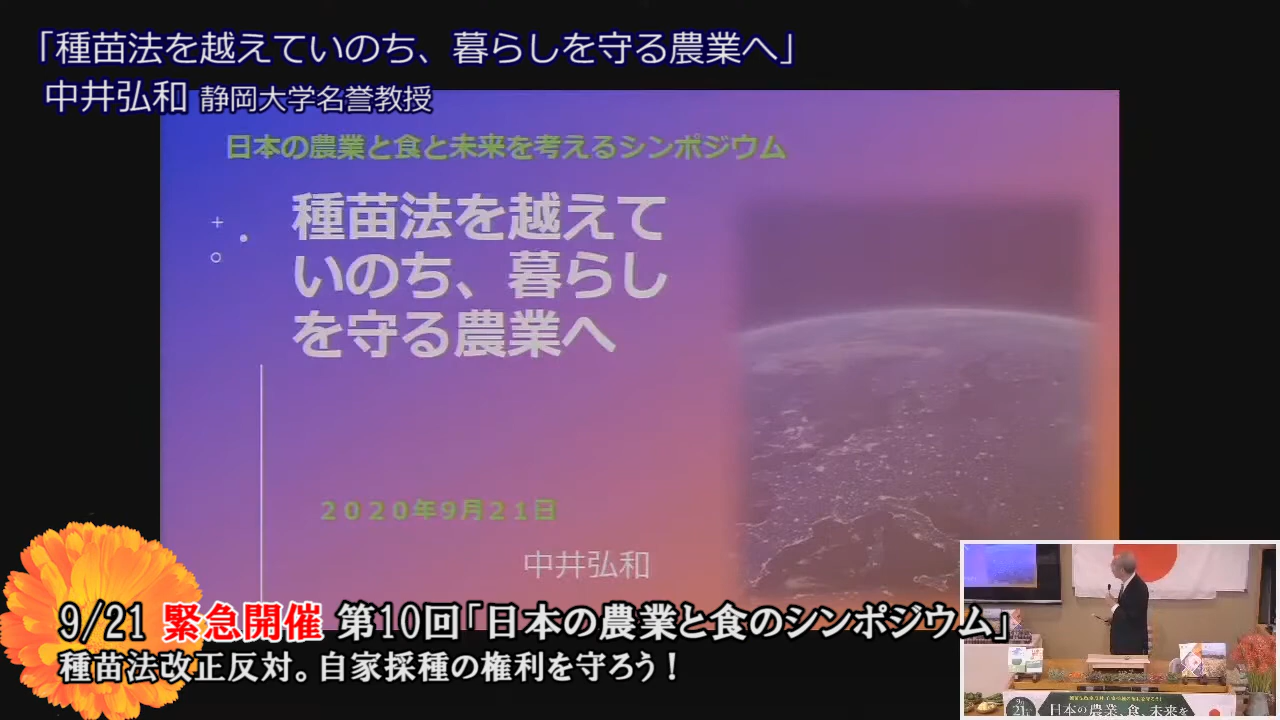 「種苗法を越えていのち、暮らしを守る農業へ」
中井弘和 静岡大学名誉教授
日本の農業と食と未来を考えるシンポジウム
種苗法を越えて
いのち、暮らし
を守る農業へ
２０２０年９月２１日
中井弘和
9/21 緊急開催 第10回「日本の農業と食のシンポジウム」
種苗法改正反対。自家採種の権利を守ろう！
21
日本の農業、食、未来を